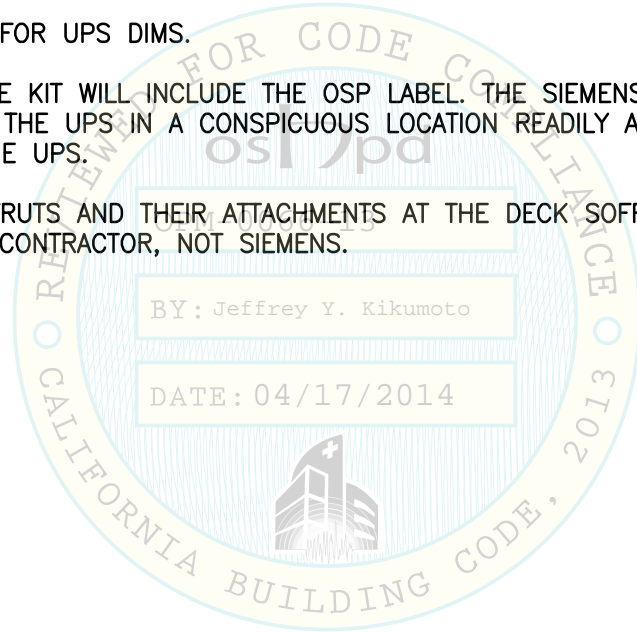 FOR UPS DIMS.
E KIT WILL INCLUDE THE OSP LABEL. THE SIEMENS
THE UPS IN A CONSPICUOUS LOCATION READILY A
E UPS.
RUTS AND THEIR ATTACHMENTS AT THE DECK SOFF
CONTRACTOR, NOT SIEMENS.
REVIEWED FOR CODE COMPLIANCE
oshpd
BY: Jeffrey Y. Kikumoto
DATE: 04/17/2014
CALIFORNIA BUILDING CODE, 2013